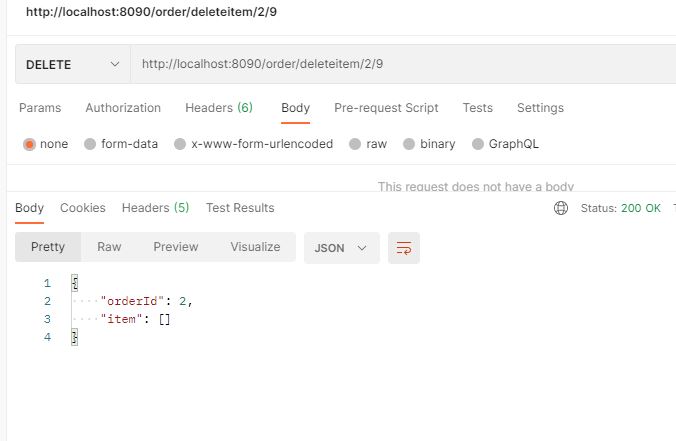 http://localhost:8090/order/deleteitem/2/9
DELETE http://localhost:8090/order/deleteitem/2/9
Params Authorization Headers (6) Body Pre-request Script Tests Settings
none form-data x-www-form-urlencoded raw binary GraphQL
This request does not have a body
Body Cookies Headers (5) Test Results Status: 200 OK
Pretty Raw Preview Visualize JSON
1 {
2 "orderId": 2,
3 "item": []
4 }